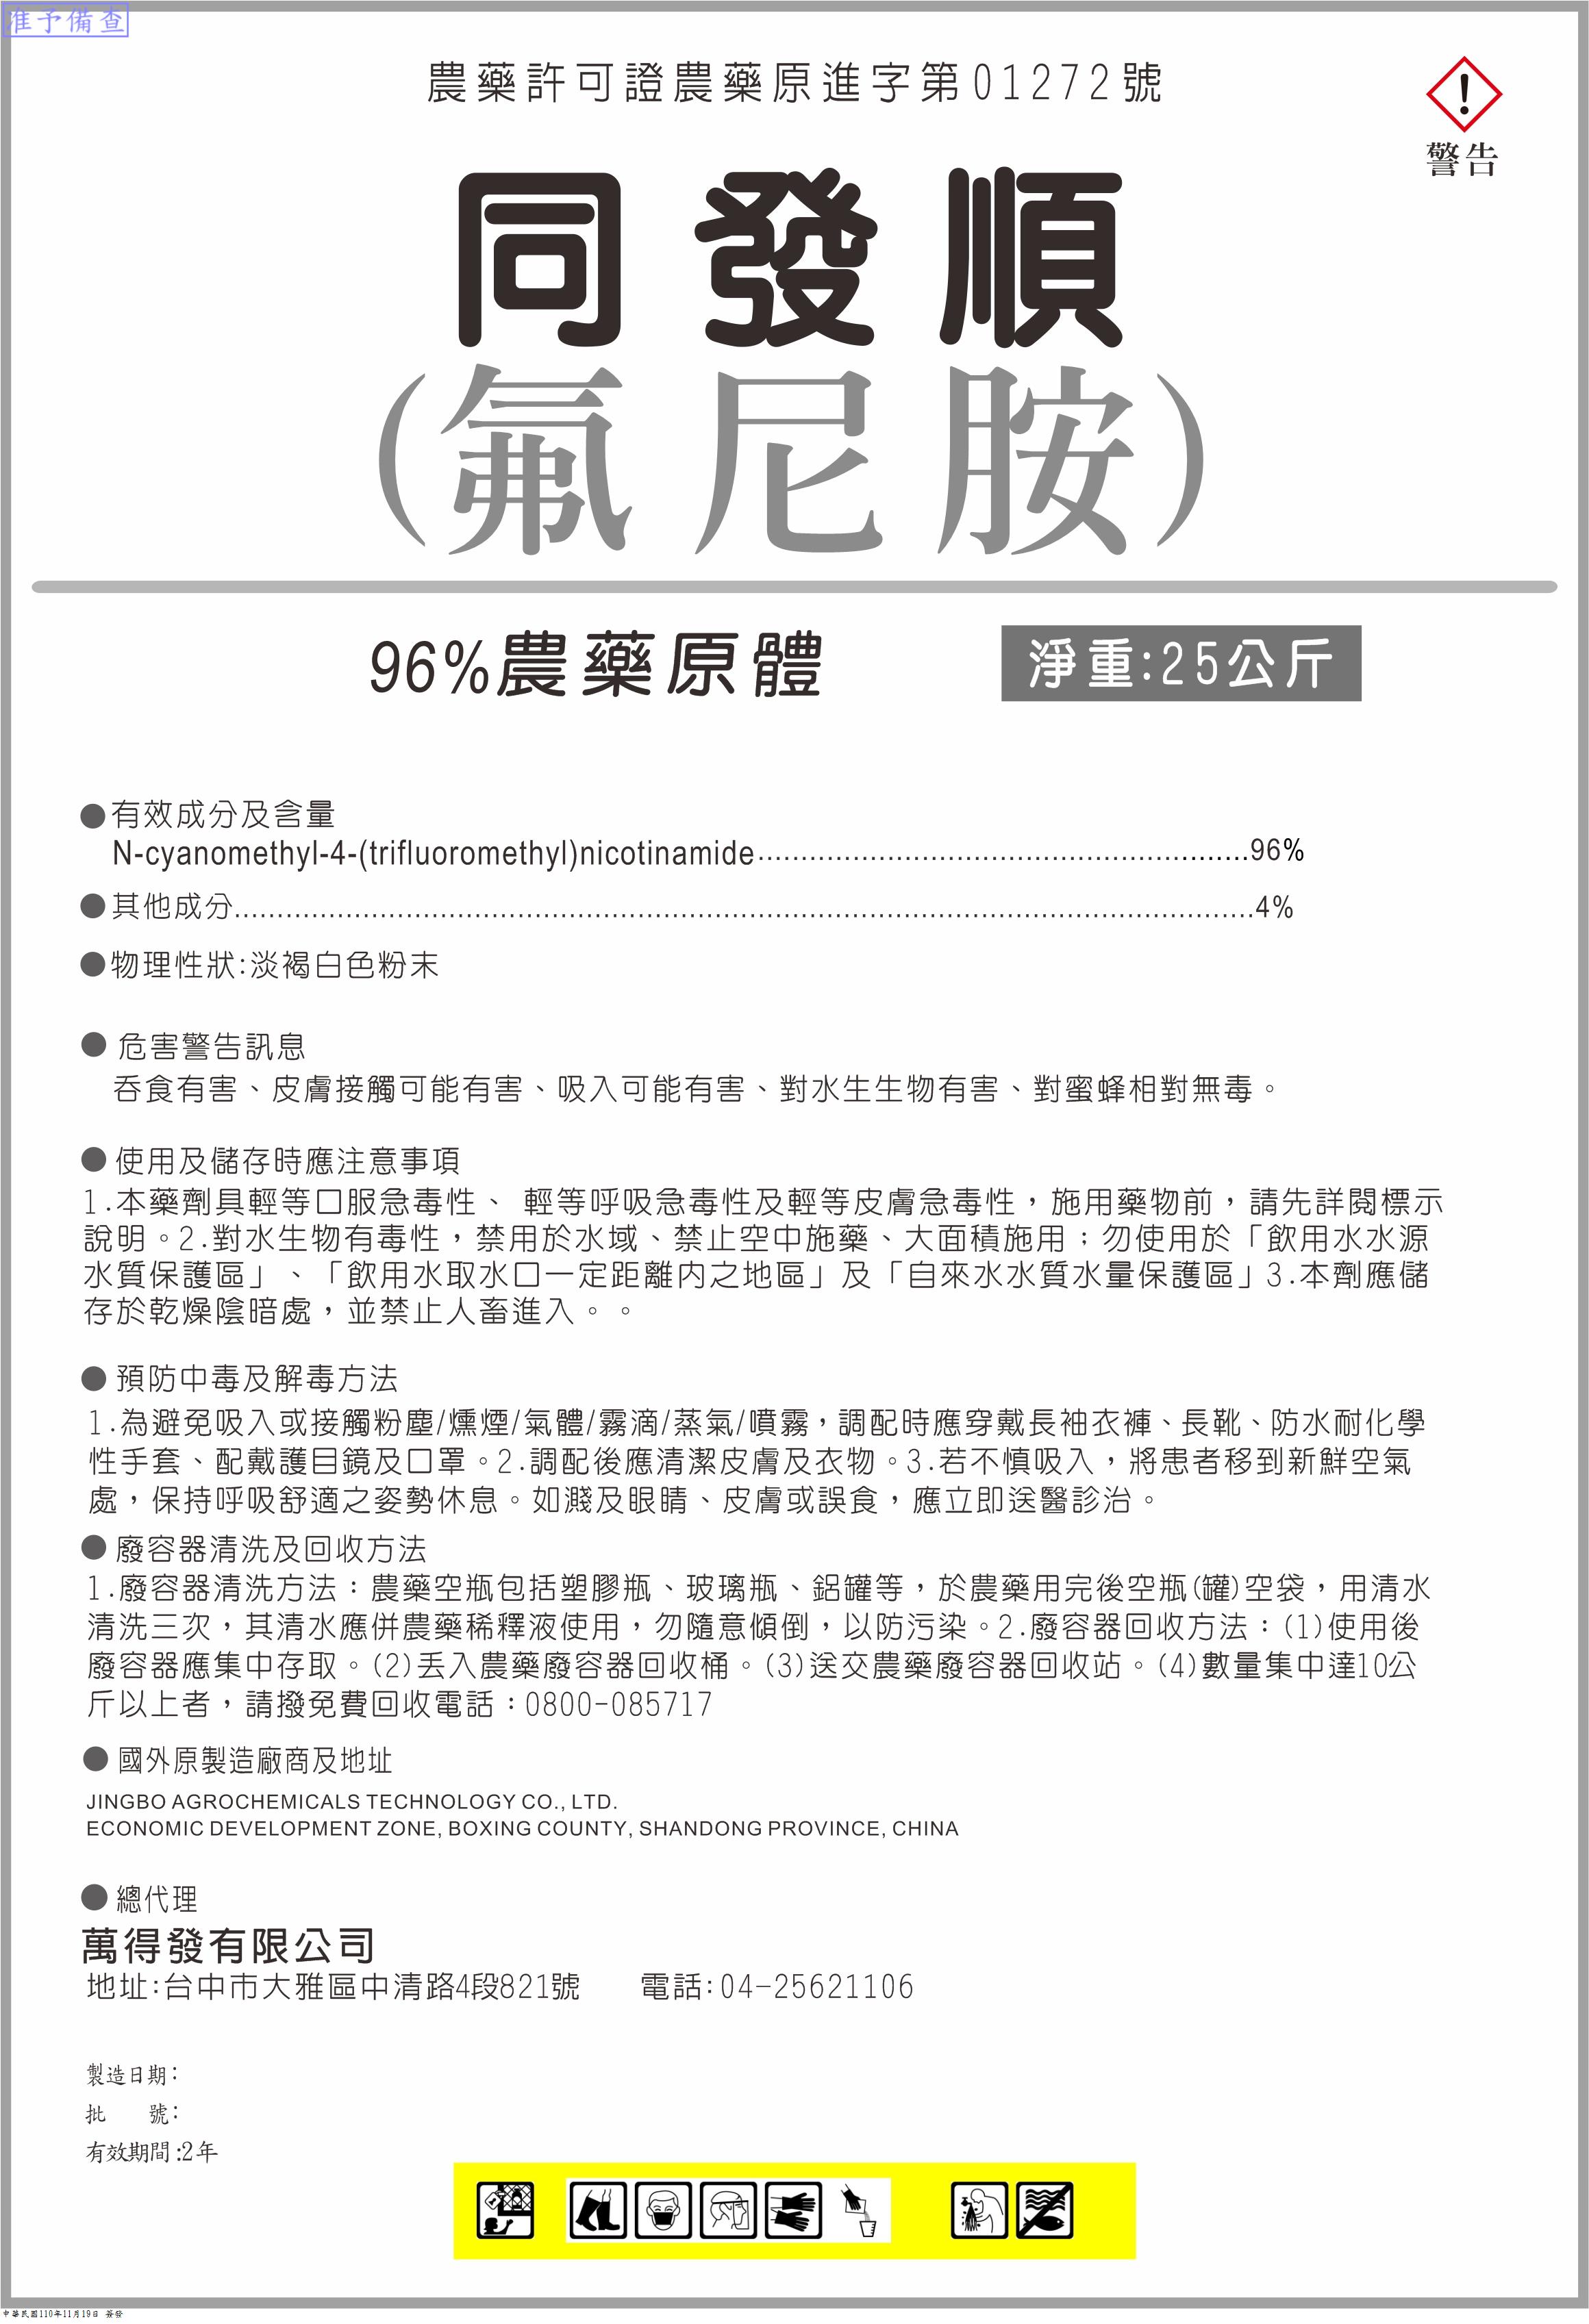 准予備查
農藥許可證農藥原進字第01272號
警告
同發順
(氟尼胺)
96%農藥原體
淨重:25公斤
●有效成分及含量
N-cyanomethyl-4-(trifluoromethyl)nicotinamide.........................................................96%
●其他成分......................................................................................................................4%
●物理性狀:淡褐白色粉末
● 危害警告訊息
吞食有害、皮膚接觸可能有害、吸入可能有害、對水生生物有害、對蜜蜂相對無毒。
● 使用及儲存時應注意事項
1.本藥劑具輕等口服急毒性、 輕等呼吸急毒性及輕等皮膚急毒性，施用藥物前，請先詳閱標示
說明。2.對水生物有毒性，禁用於水域、禁止空中施藥、大面積施用；勿使用於「飲用水水源
水質保護區」、「飲用水取水口一定距離內之地區」及「自來水水質水量保護區」3.本劑應儲
存於乾燥陰暗處，並禁止人畜進入。。
● 預防中毒及解毒方法
1.為避免吸入或接觸粉塵/燻煙/氣體/霧滴/蒸氣/噴霧，調配時應穿戴長袖衣褲、長靴、防水耐化學
性手套、配戴護目鏡及口罩。2.調配後應清潔皮膚及衣物。3.若不慎吸入，將患者移到新鮮空氣
處，保持呼吸舒適之姿勢休息。如濺及眼睛、皮膚或誤食，應立即送醫診治。
● 廢容器清洗及回收方法
1.廢容器清洗方法：農藥空瓶包括塑膠瓶、玻璃瓶、鋁罐等，於農藥用完後空瓶(罐)空袋，用清水
清洗三次，其清水應併農藥稀釋液使用，勿隨意傾倒，以防污染。2.廢容器回收方法：(1)使用後
廢容器應集中存取。(2)丟入農藥廢容器回收桶。(3)送交農藥廢容器回收站。(4)數量集中達10公
斤以上者，請撥免費回收電話：0800-085717
● 國外原製造廠商及地址
JINGBO AGROCHEMICALS TECHNOLOGY CO., LTD.
ECONOMIC DEVELOPMENT ZONE, BOXING COUNTY, SHANDONG PROVINCE, CHINA
● 總代理
萬得發有限公司
地址:台中市大雅區中清路4段821號 電話:04-25621106
製造日期:
批 號:
有效期間:2年
中華民國110年11月19日 簽發